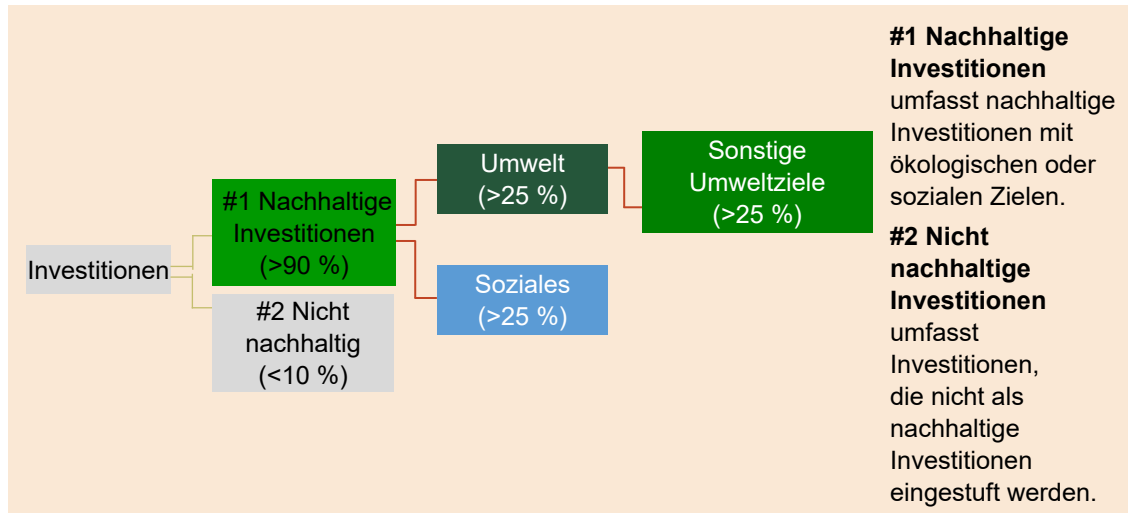 Investitionen
#1 Nachhaltige
Investitionen
(>90 %)
#2 Nicht
nachhaltig
(<10 %)
Umwelt
(>25 %)
Soziales
(>25 %)
Sonstige
Umweltziele
(>25 %)
#1 Nachhaltige
Investitionen
umfasst nachhaltige
Investitionen mit
ökologischen oder
sozialen Zielen.
#2 Nicht
nachhaltige
Investitionen
umfasst
Investitionen,
die nicht als
nachhaltige
Investitionen
eingestuft werden.